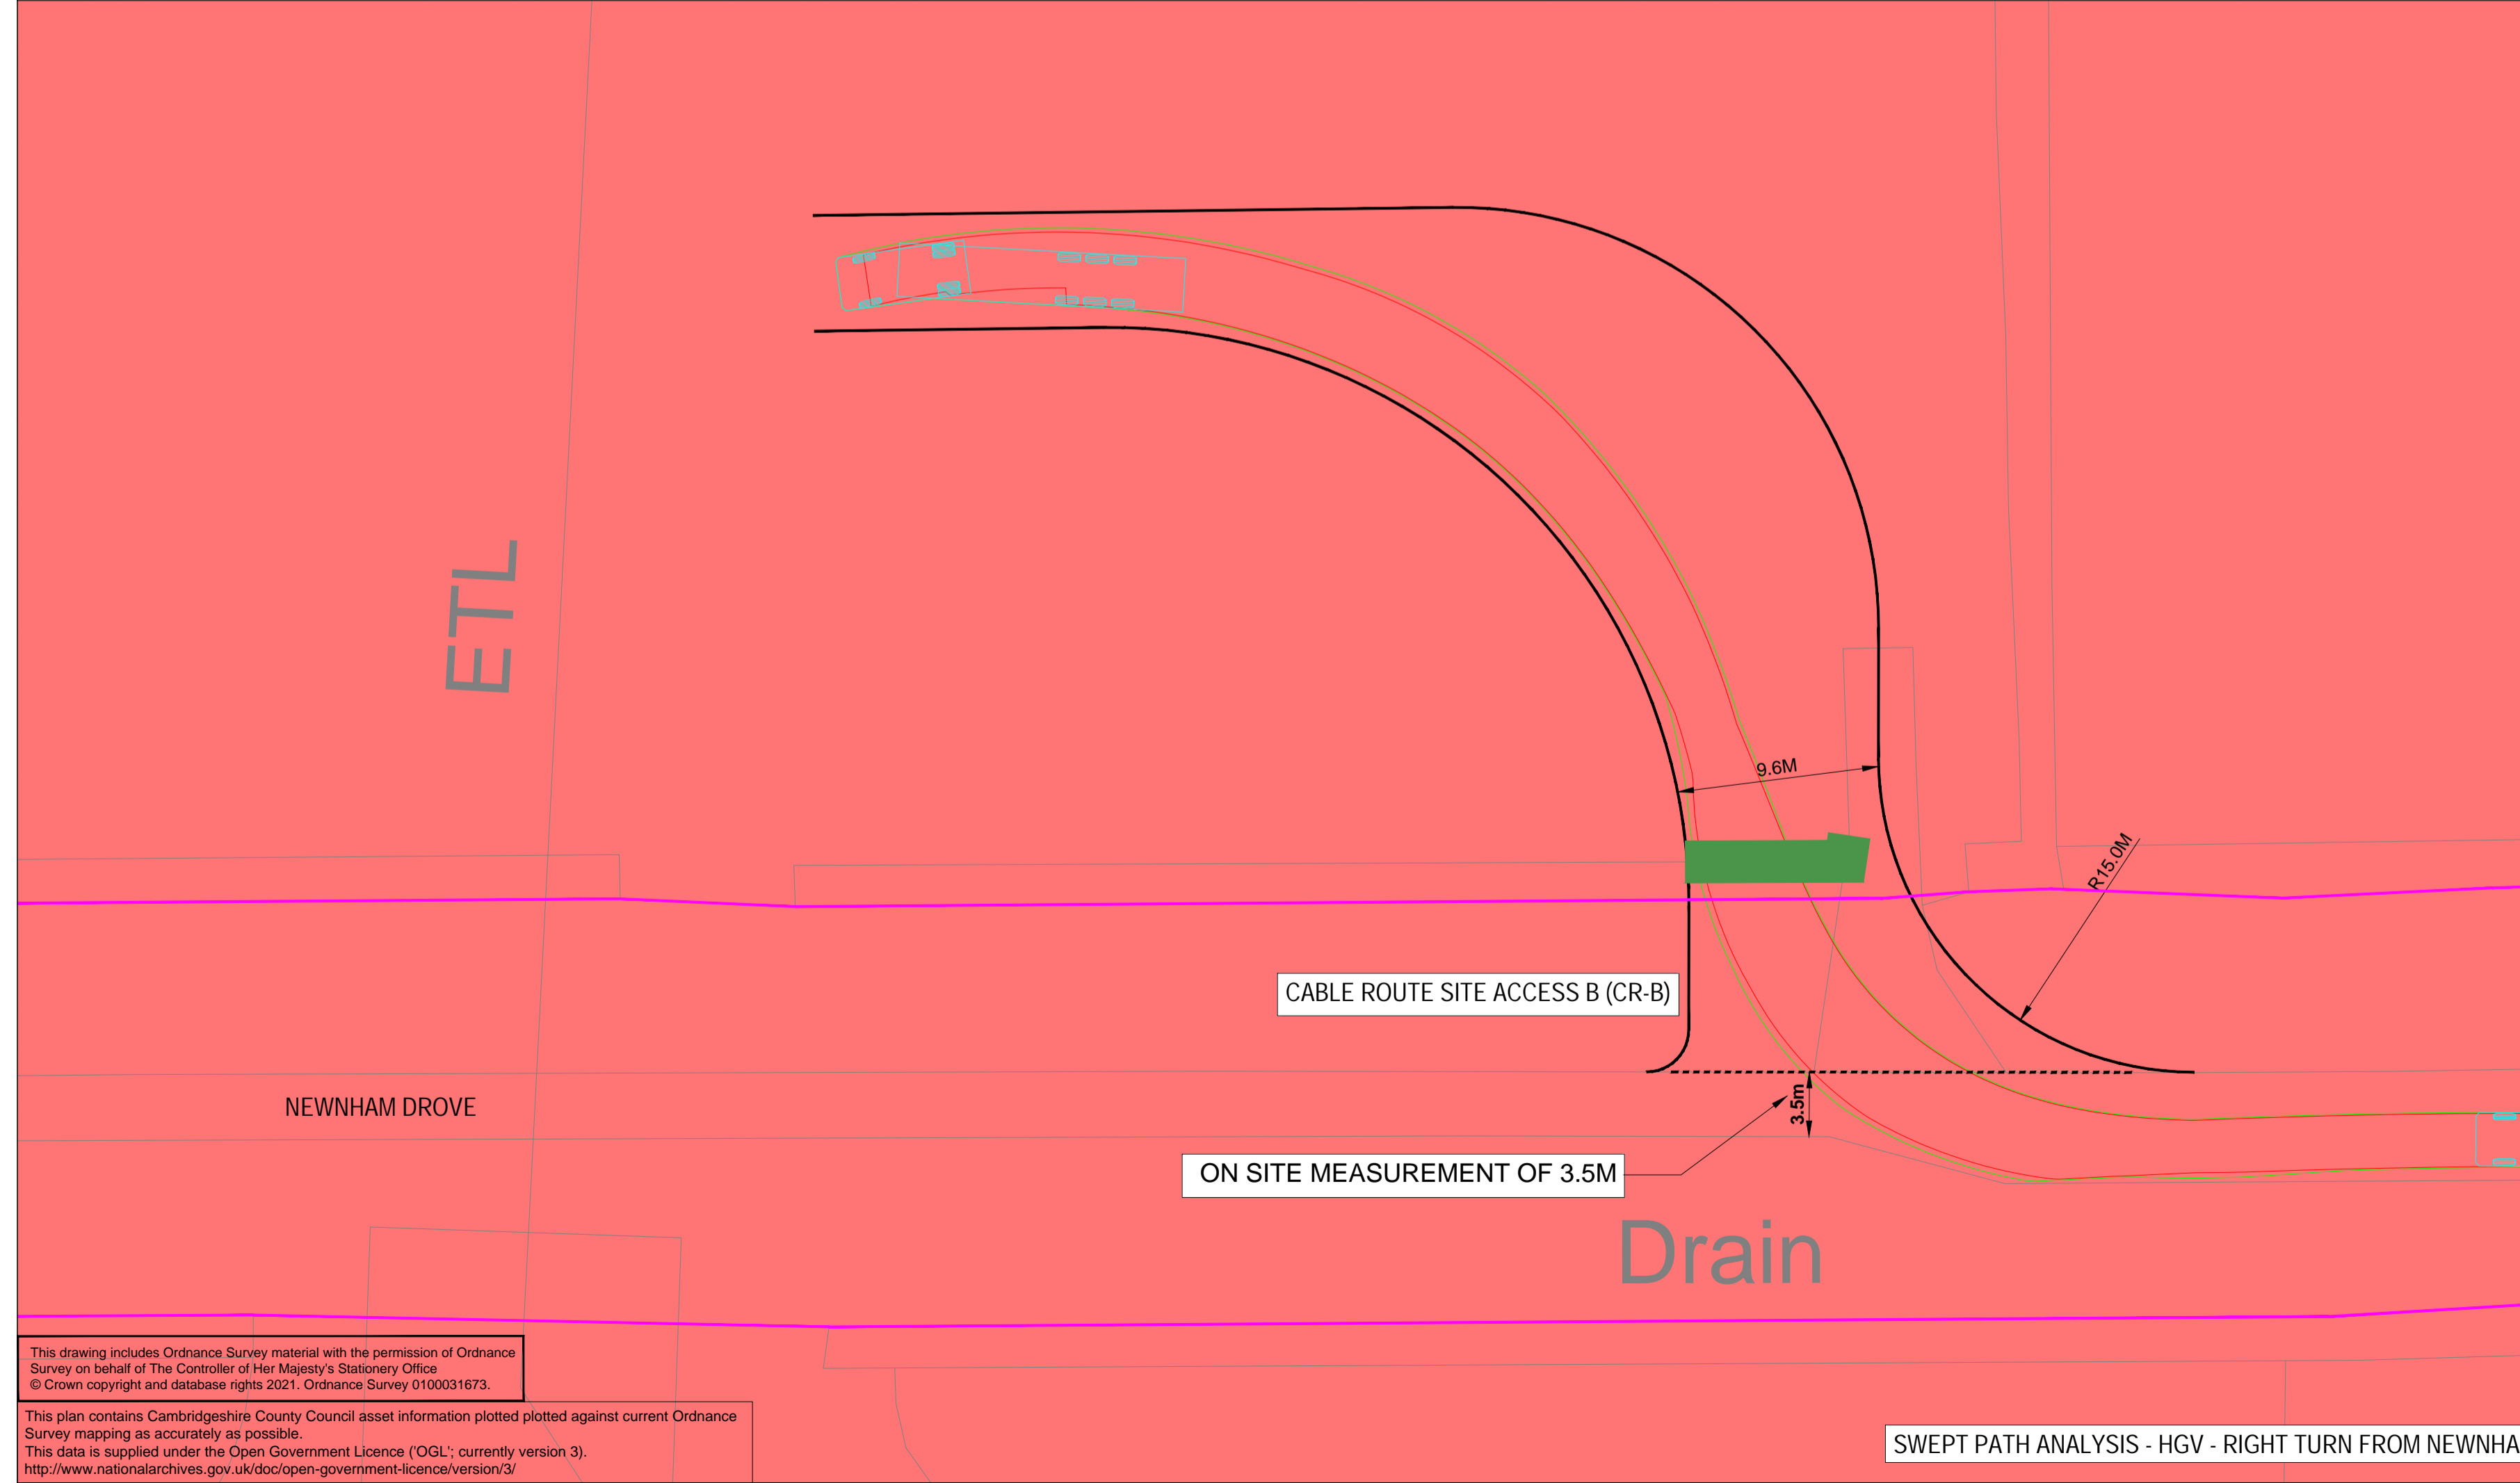 ETL
9.6M
R15.0M
CABLE ROUTE SITE ACCESS B (CR-B)
NEWNHAM DROVE
3.5m
ON SITE MEASUREMENT OF 3.5M
Drain
This drawing includes Ordnance Survey material with the permission of Ordnance
Survey on behalf of The Controller of Her Majesty's Stationery Office
© Crown copyright and database rights 2021. Ordnance Survey 0100031673.
This plan contains Cambridgeshire County Council asset information plotted plotted against current Ordnance
Survey mapping as accurately as possible.
This data is supplied under the Open Government Licence ('OGL'; currently version 3).
http://www.nationalarchives.gov.uk/doc/open-government-licence/version/3/
SWEPT PATH ANALYSIS - HGV - RIGHT TURN FROM NEWNHA